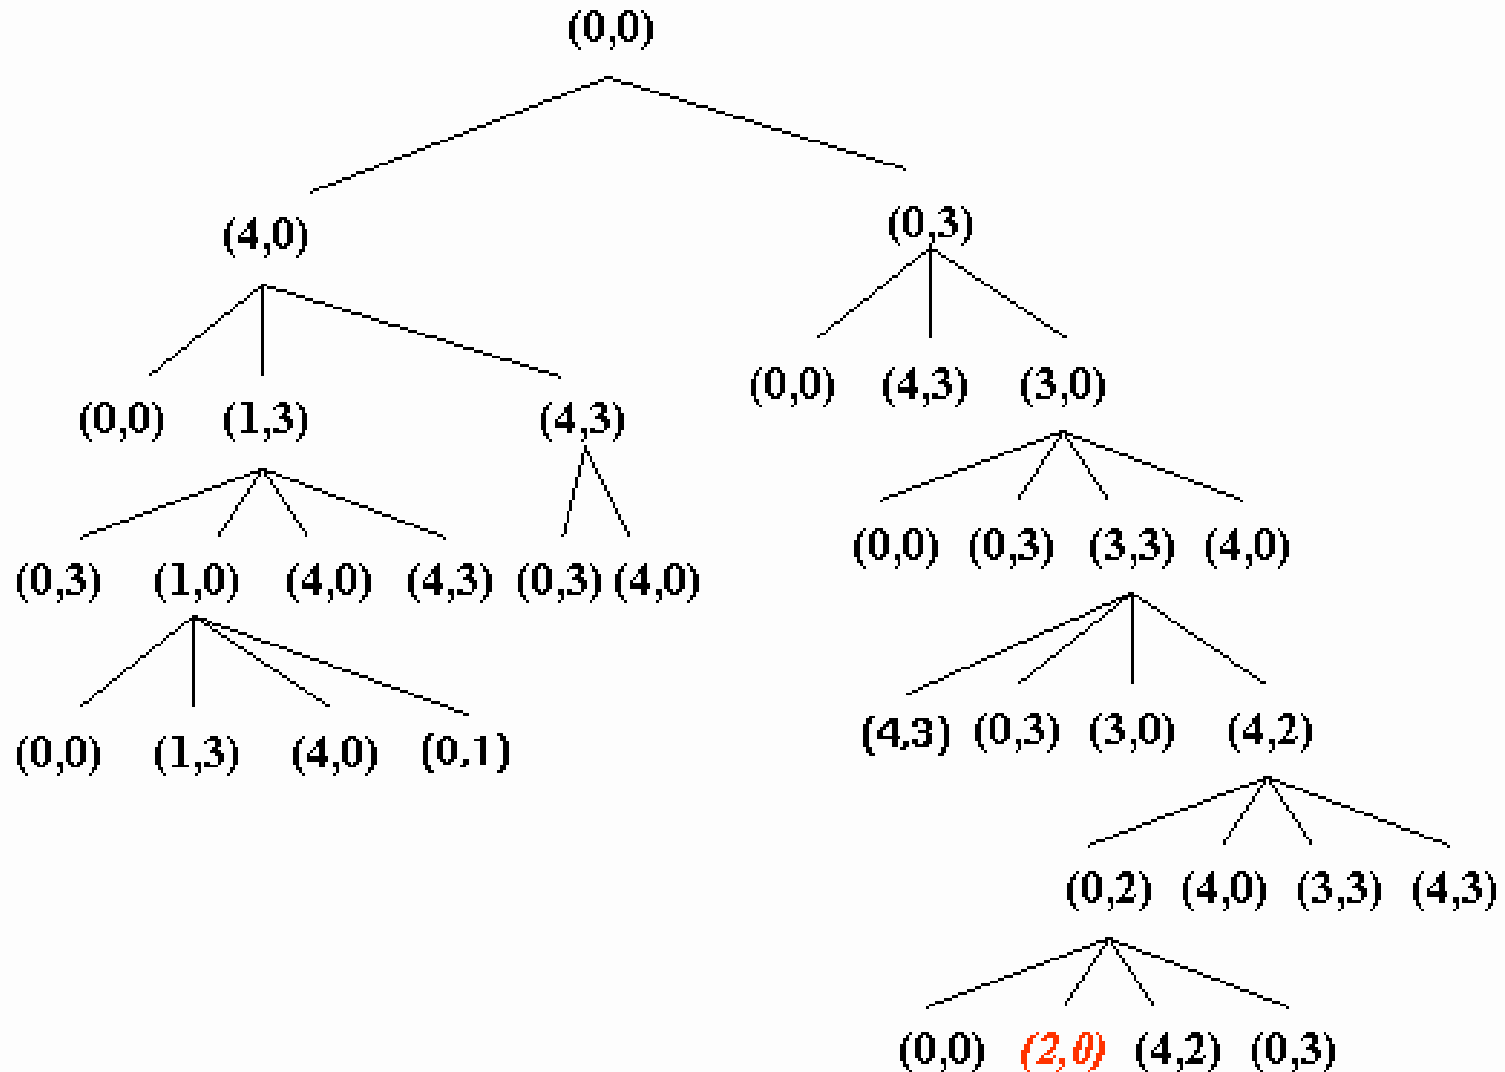 (0,0)
(4,0) (0,3)
(0,0) (4,3) (3,0)
(0,0) (1,3) (4,3)
(0,0) (0,3) (3,3) (4,0)
(0,3) (1,0) (4,0) (4,3) (0,3) (4,0)
(4,3) (0,3) (3,0) (4,2)
(0,0) (1,3) (4,0) (0,1)
(0,2) (4,0) (3,3) (4,3)
(0,0) (2,0) (4,2) (0,3)